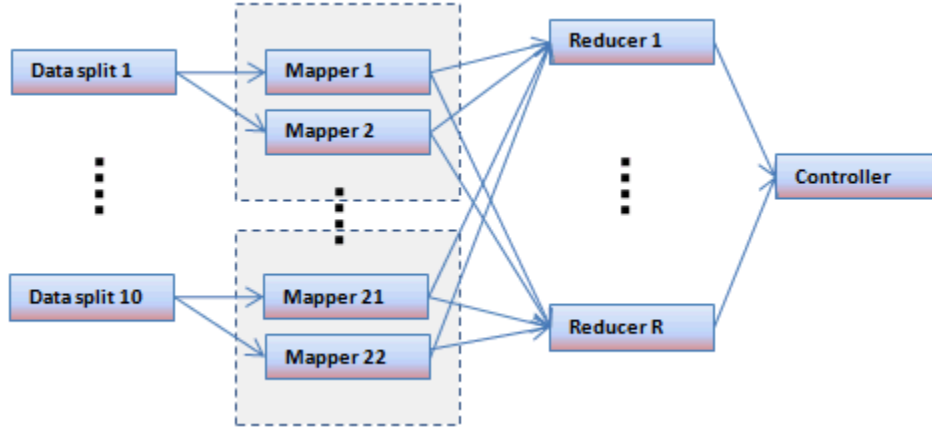 Data split 1
Mapper 1
Mapper 2
Reducer 1
Controller
Data split 10
Mapper 21
Mapper 22
Reducer R